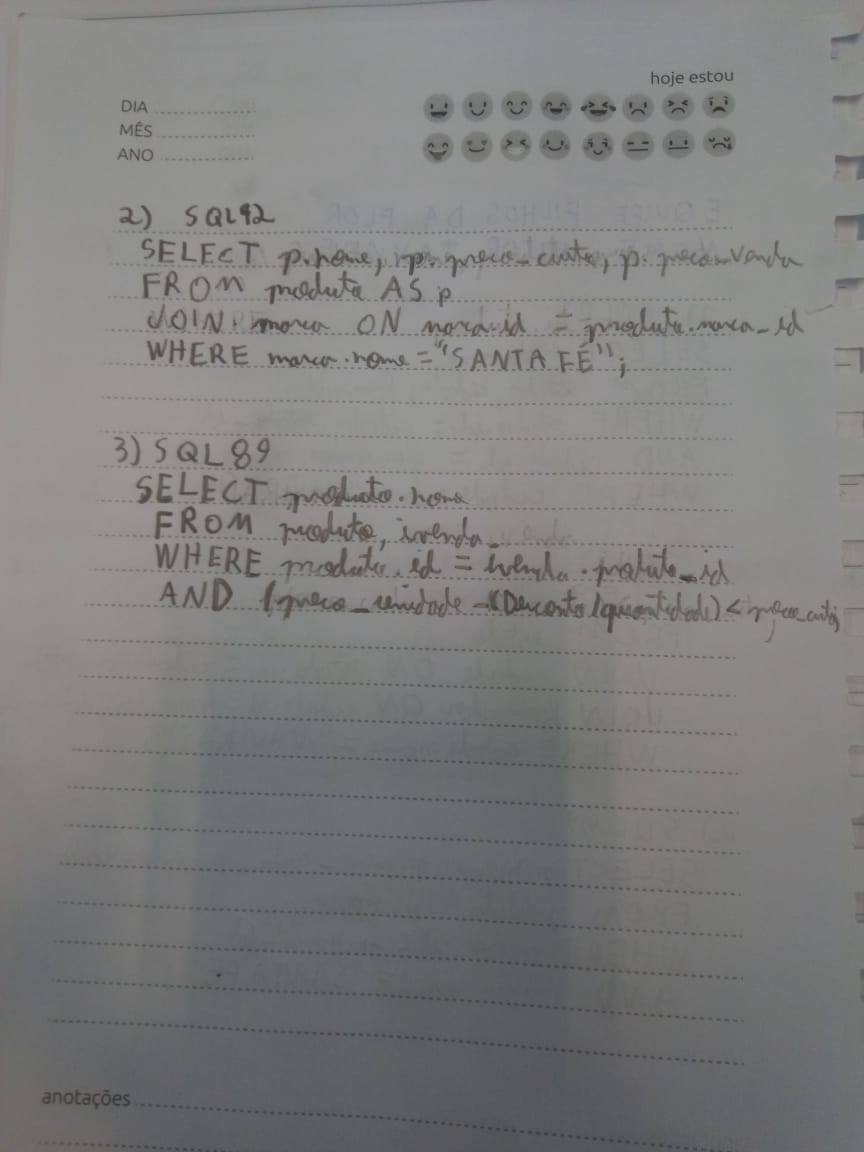 hoje estou
DIA
MÊS
ANO
2) SQL92
SELECT p.nome, p.preco_custo, p.preco_venda
FROM produto AS p
JOIN marca ON marca.id = produto.marca_id
WHERE marca.nome = "SANTA FÉ";
3) SQL89
SELECT produto.nome
FROM produto, ivenda
WHERE produto.id = ivenda.produto_id
AND (preco_unidade - (Desconto/quantidade) < preco_custo;
anotações